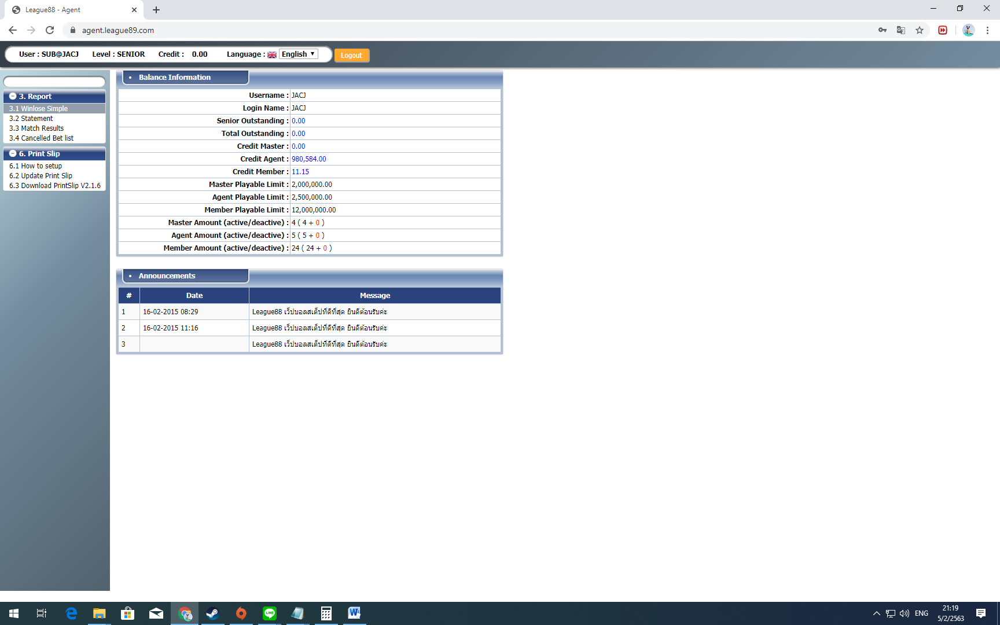 League88 - Agent
agent.league89.com
User : SUB@JACJ Level : SENIOR Credit : 0.00 Language : English Logout
3. Report
3.1 Winlose Simple
3.2 Statement
3.3 Match Results
3.4 Cancelled Bet list
6. Print Slip
6.1 How to setup
6.2 Update Print Slip
6.3 Download PrintSlip V2.1.6
Balance Information
Username : JACJ
Login Name : JACJ
Senior Outstanding : 0.00
Total Outstanding : 0.00
Credit Master : 0.00
Credit Agent : 980,584.00
Credit Member : 11.15
Master Playable Limit : 2,000,000.00
Agent Playable Limit : 2,500,000.00
Member Playable Limit : 12,000,000.00
Master Amount (active/deactive) : 4 ( 4 + 0 )
Agent Amount (active/deactive) : 5 ( 5 + 0 )
Member Amount (active/deactive) : 24 ( 24 + 0 )
Announcements
# Date Message
1 16-02-2015 08:29 League88 เว็ปบอลสเต็ปที่ดีที่สุด ยินดีต้อนรับค่ะ
2 16-02-2015 11:16 League88 เว็ปบอลสเต็ปที่ดีที่สุด ยินดีต้อนรับค่ะ
3 League88 เว็ปบอลสเต็ปที่ดีที่สุด ยินดีต้อนรับค่ะ
LINE
W
ENG
21:19
5/2/2563